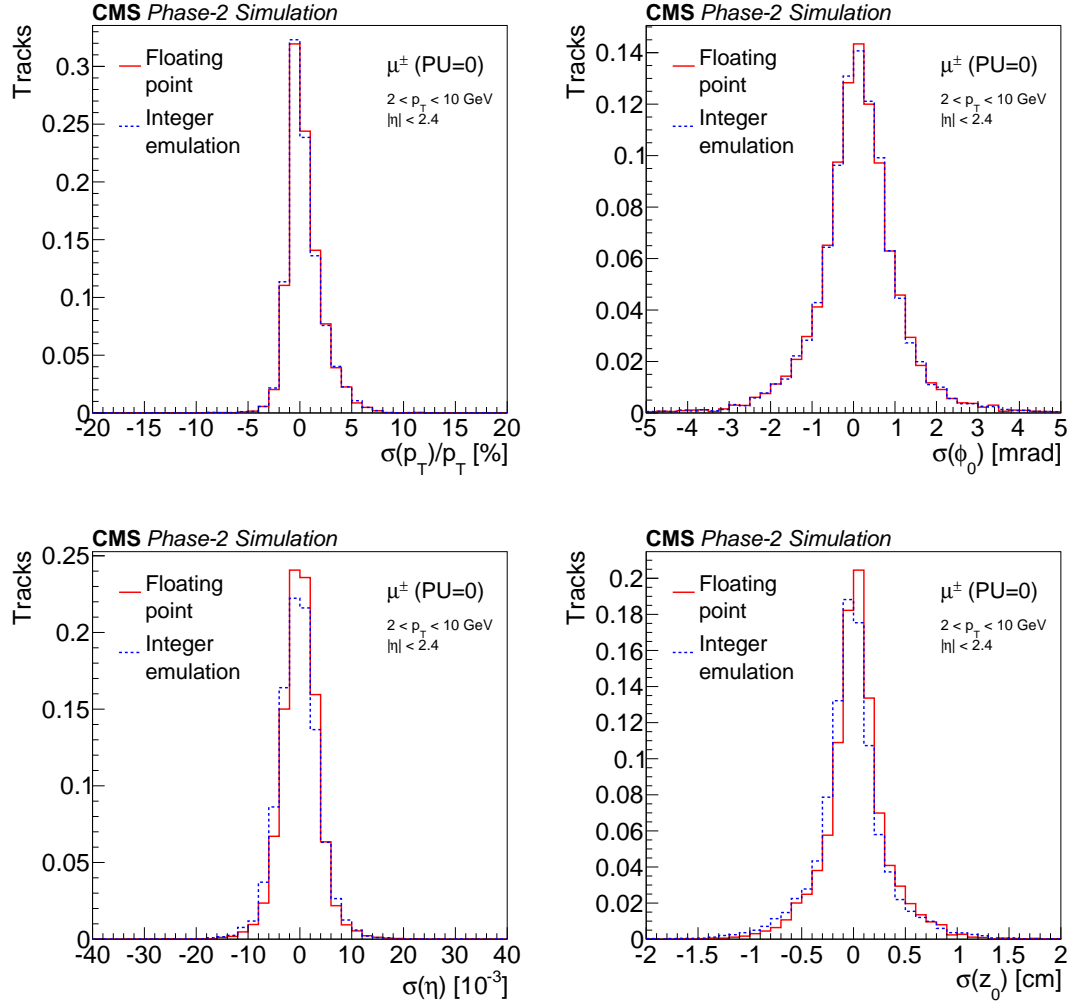 CMS Phase-2 Simulation
Tracks
0.3
0.25
0.2
0.15
0.1
0.05
0
Floating
point
Integer
emulation
μ± (PU=0)
2 < p_T < 10 GeV
|η| < 2.4
-20 -15 -10 -5 0 5 10 15 20
σ(p_T)/p_T [%]
CMS Phase-2 Simulation
Tracks
0.14
0.12
0.1
0.08
0.06
0.04
0.02
0
Floating
point
Integer
emulation
μ± (PU=0)
2 < p_T < 10 GeV
|η| < 2.4
-5 -4 -3 -2 -1 0 1 2 3 4 5
σ(ϕ_0) [mrad]
CMS Phase-2 Simulation
Tracks
0.25
0.2
0.15
0.1
0.05
0
Floating
point
Integer
emulation
μ± (PU=0)
2 < p_T < 10 GeV
|η| < 2.4
-40 -30 -20 -10 0 10 20 30 40
σ(η) [10⁻³]
CMS Phase-2 Simulation
Tracks
0.2
0.18
0.16
0.14
0.12
0.1
0.08
0.06
0.04
0.02
0
Floating
point
Integer
emulation
μ± (PU=0)
2 < p_T < 10 GeV
|η| < 2.4
-2 -1.5 -1 -0.5 0 0.5 1 1.5 2
σ(z_0) [cm]